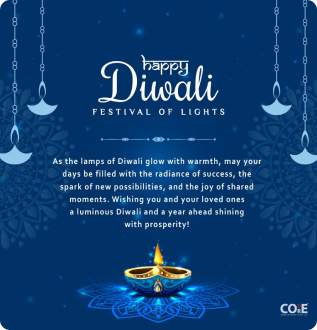 happy
Diwali
FESTIVAL OF LIGHTS
As the lamps of Diwali glow with warmth, may your
days be filled with the radiance of success, the
spark of new possibilities, and the joy of shared
moments. Wishing you and your loved ones
a luminous Diwali and a year ahead shining
with prosperity!